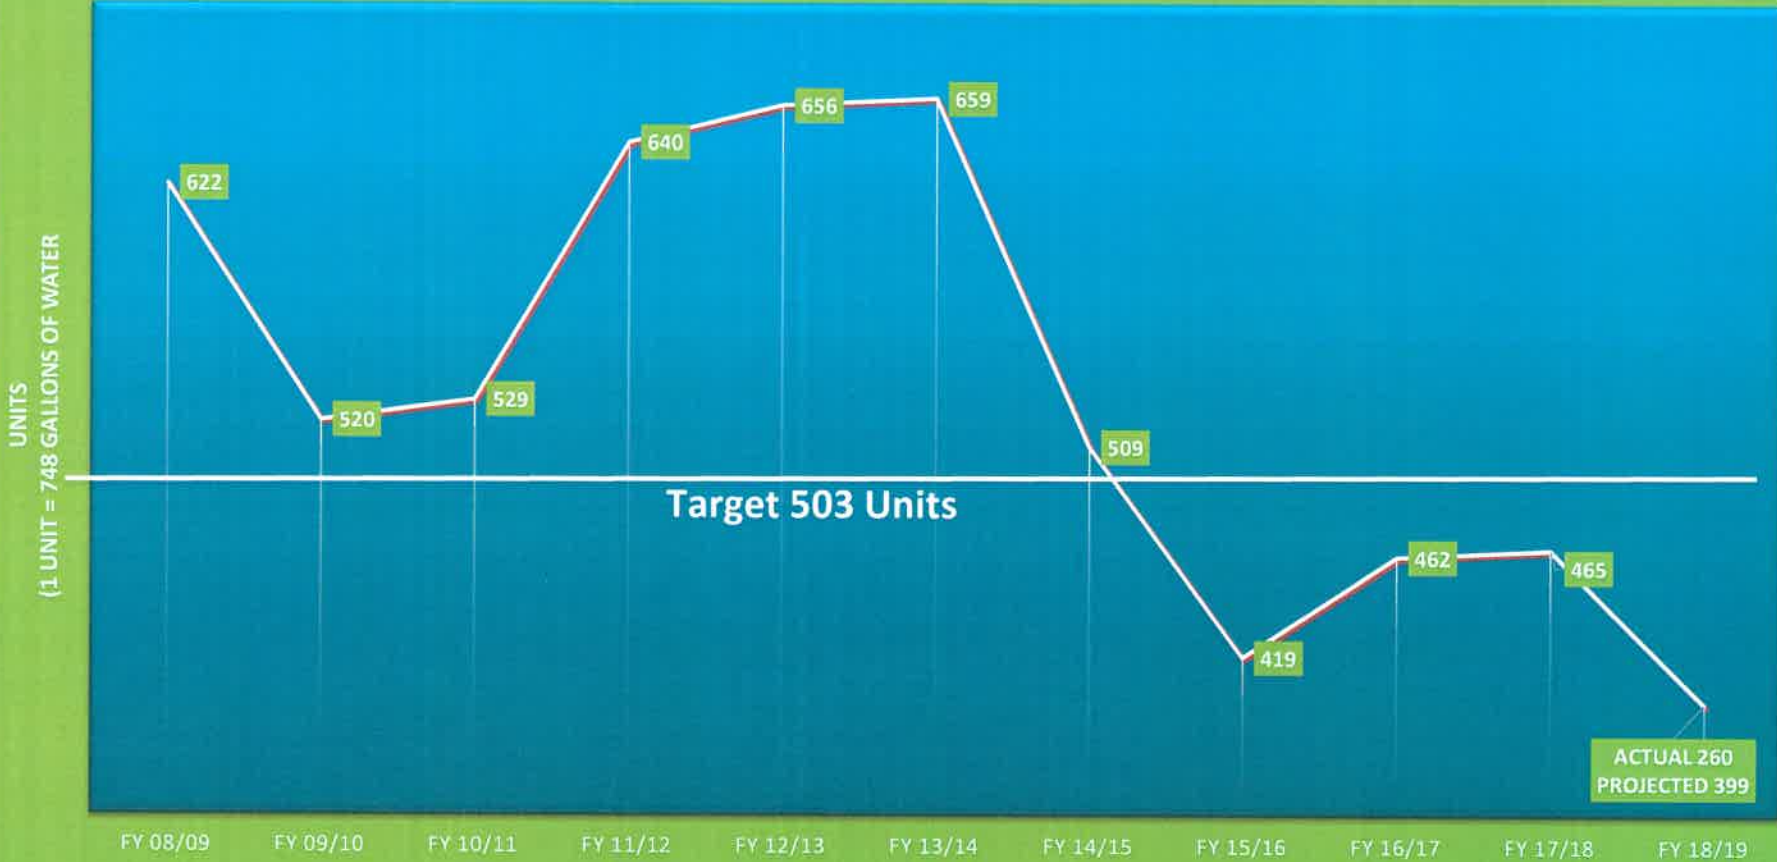 UNITS
(1 UNIT = 748 GALLONS OF WATER
622
520
529
640
656
659
509
419
462
465
ACTUAL 260
PROJECTED 399
Target 503 Units
FY 08/09
FY 09/10
FY 10/11
FY 11/12
FY 12/13
FY 13/14
FY 14/15
FY 15/16
FY 16/17
FY 17/18
FY 18/19